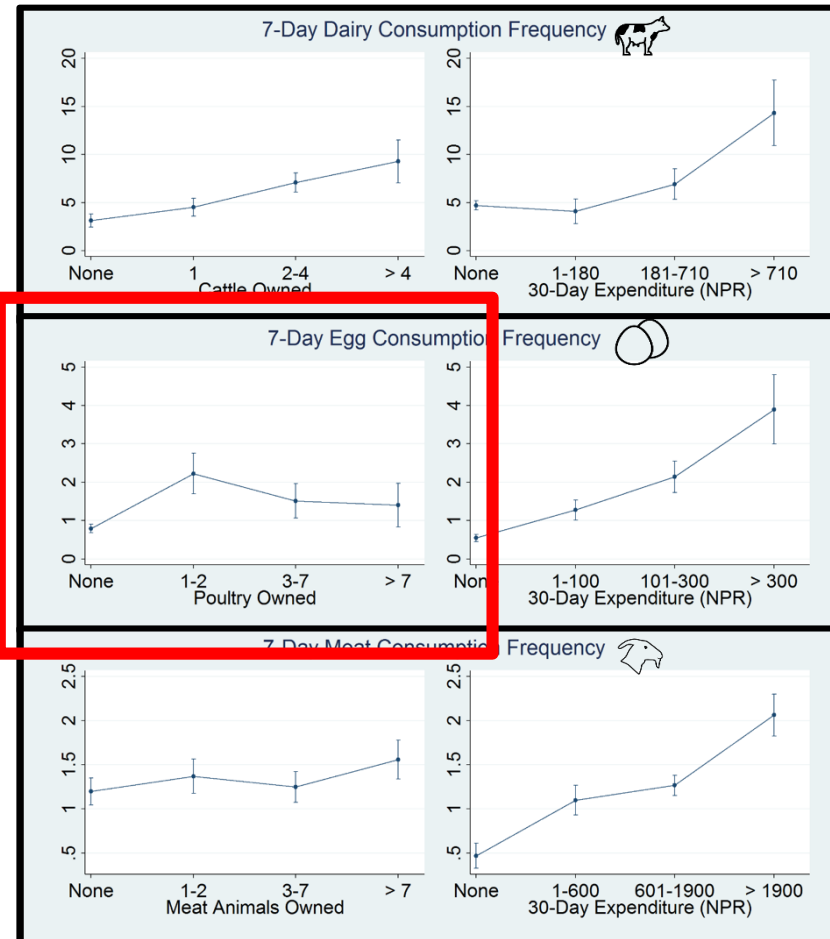 7-Day Dairy Consumption Frequency
20
15
10
5
0
None 1 2-4 > 4
Cattle Owned
20
15
10
5
0
None 1-180 181-710 > 710
30-Day Expenditure (NPR)
7-Day Egg Consumption Frequency
5
4
3
2
1
0
None 1-2 3-7 > 7
Poultry Owned
5
4
3
2
1
0
None 1-100 101-300 > 300
30-Day Expenditure (NPR)
7-Day Meat Consumption Frequency
2.5
2
1.5
1
.5
None 1-2 3-7 > 7
Meat Animals Owned
2.5
2
1.5
1
.5
None 1-600 601-1900 > 1900
30-Day Expenditure (NPR)